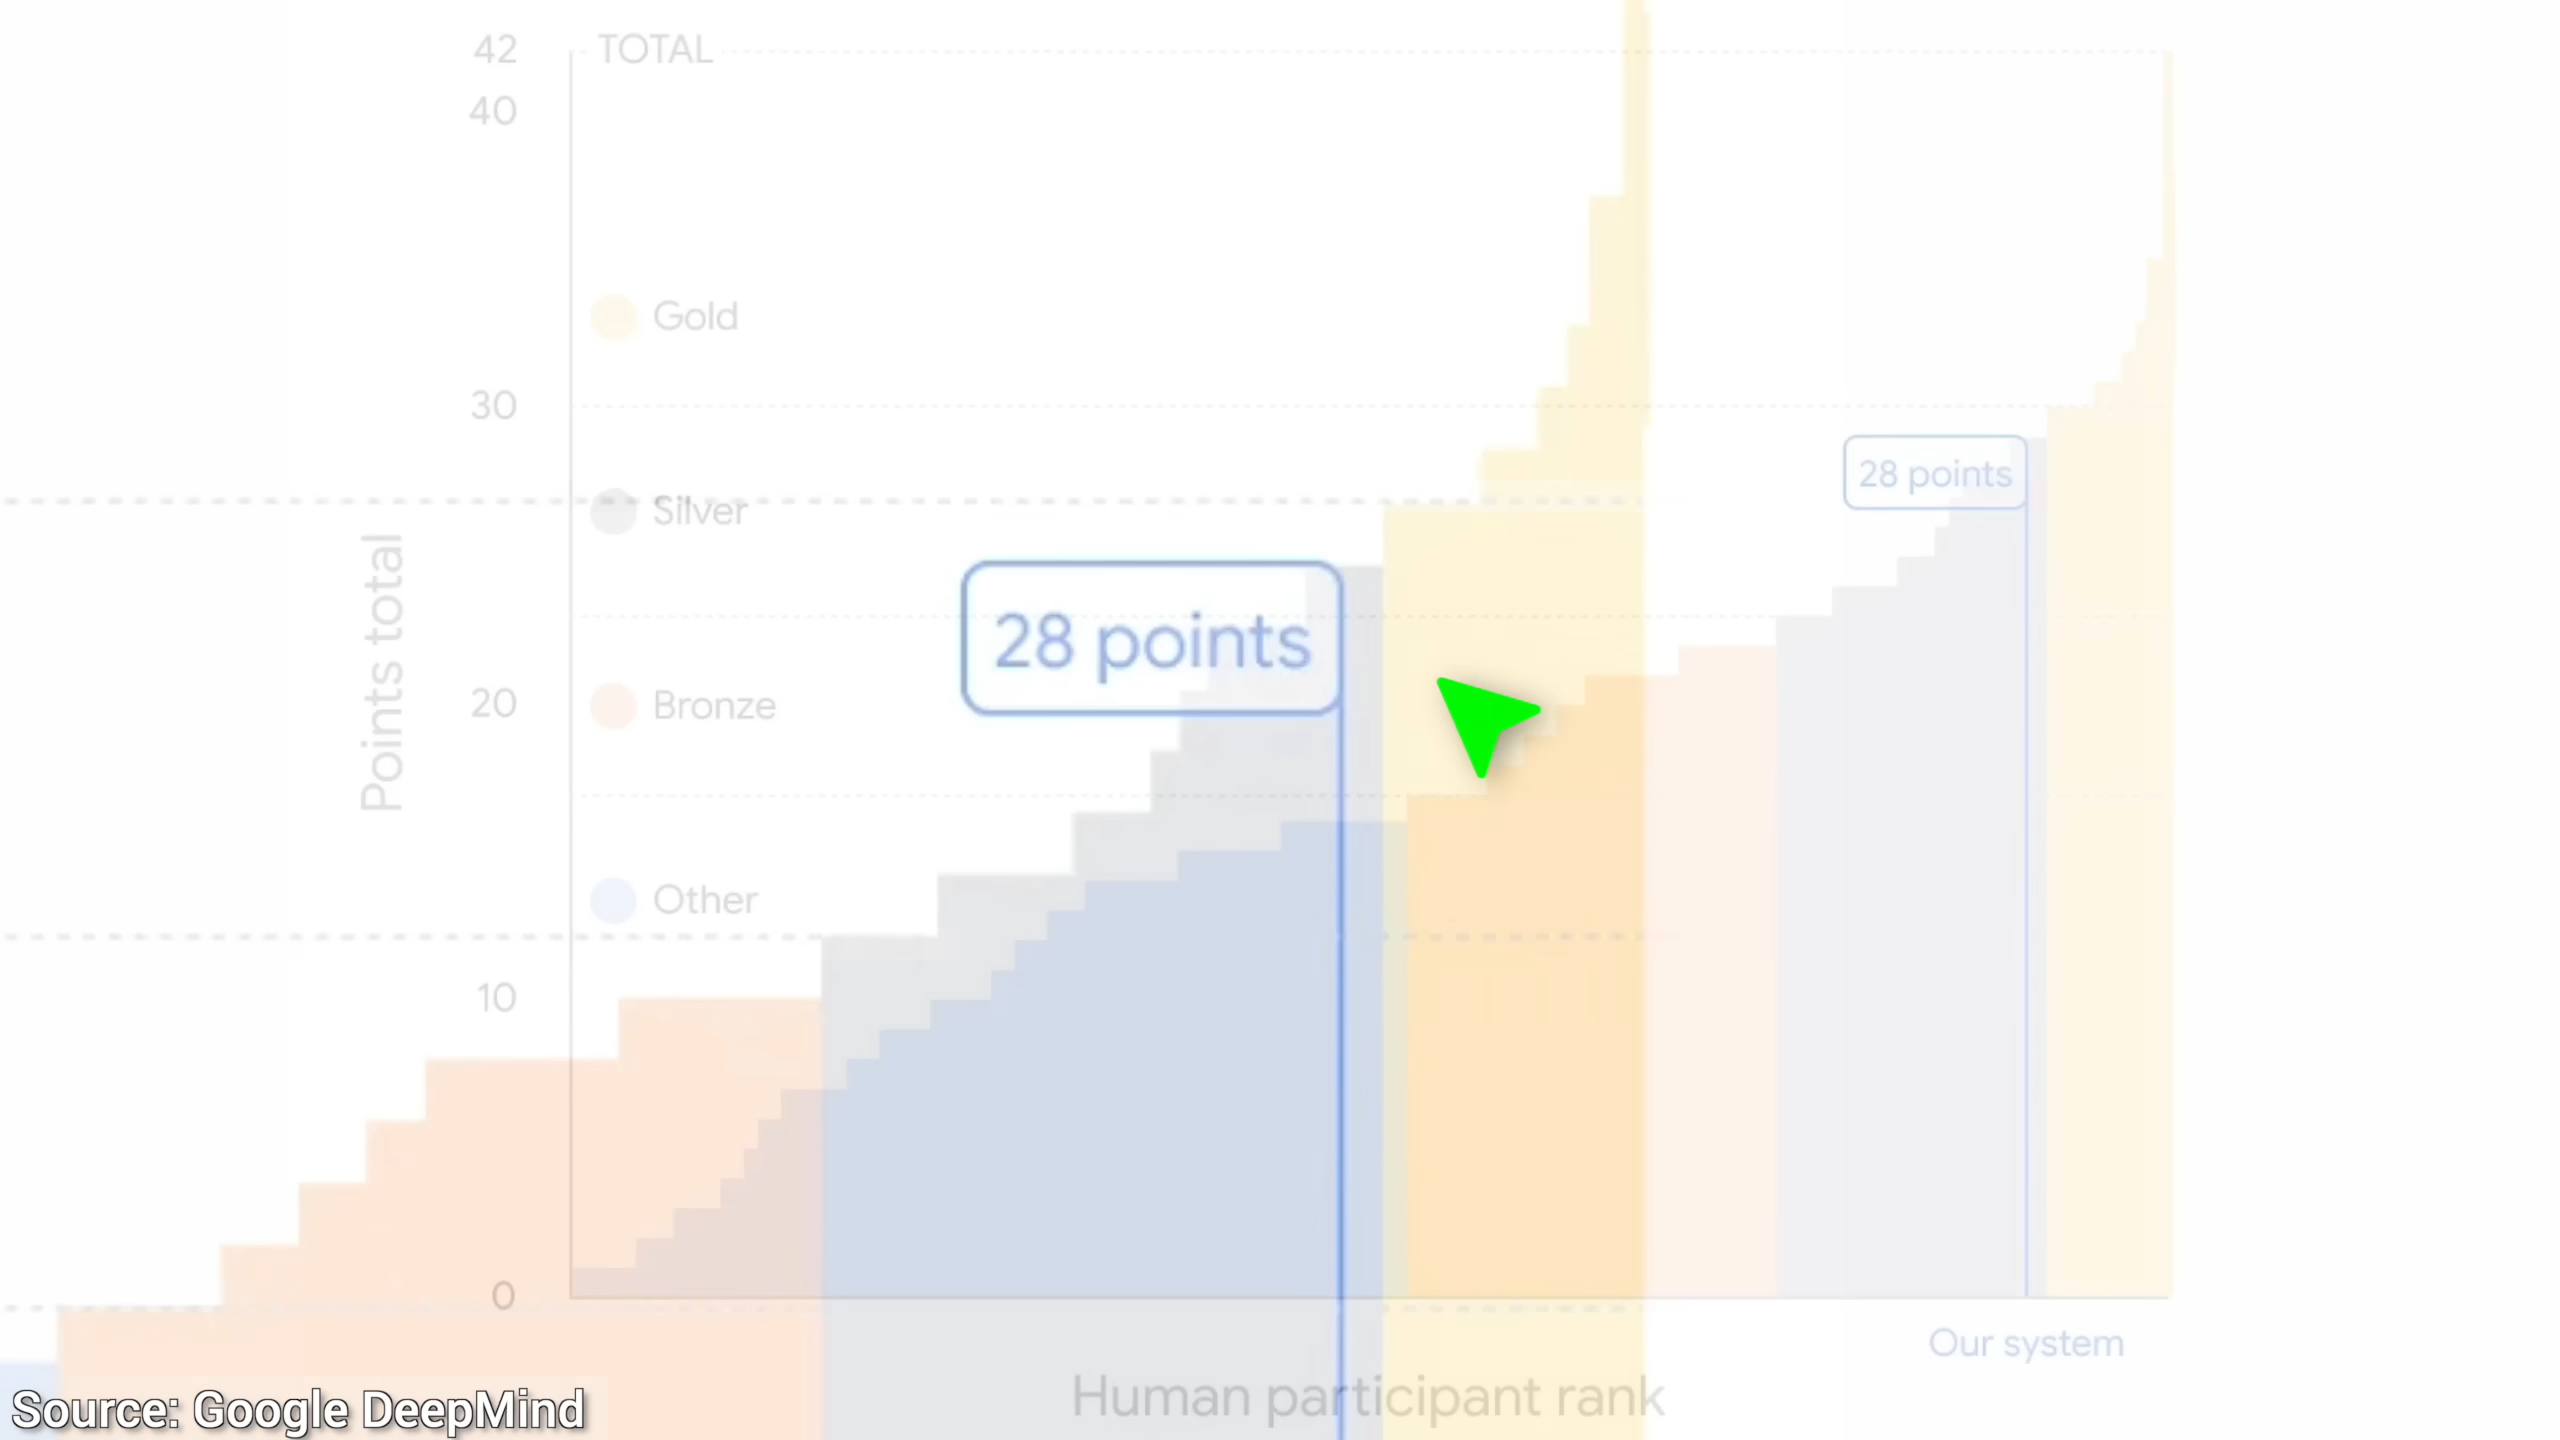 42
TOTAL
40
Gold
30
28 points
Silver
Points total
28 points
20
Bronze
Other
10
0
Our system
Human participant rank
Source: Google DeepMind